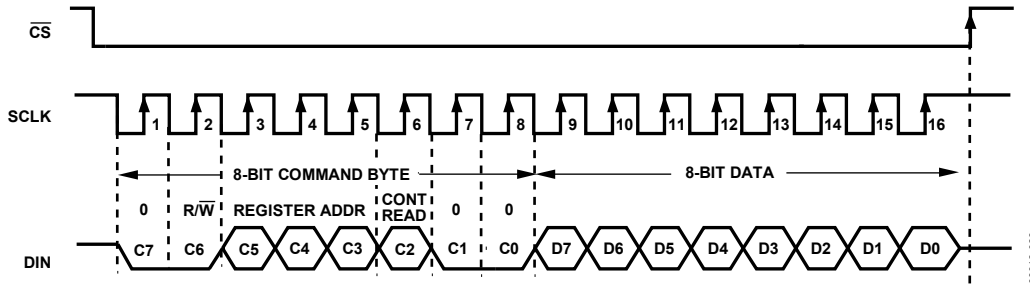 CS
SCLK
1 2 3 4 5 6 7 8 9 10 11 12 13 14 15 16
8-BIT COMMAND BYTE
8-BIT DATA
0 R/W REGISTER ADDR CONT READ 0 0
DIN
C7 C6 C5 C4 C3 C2 C1 C0 D7 D6 D5 D4 D3 D2 D1 D0